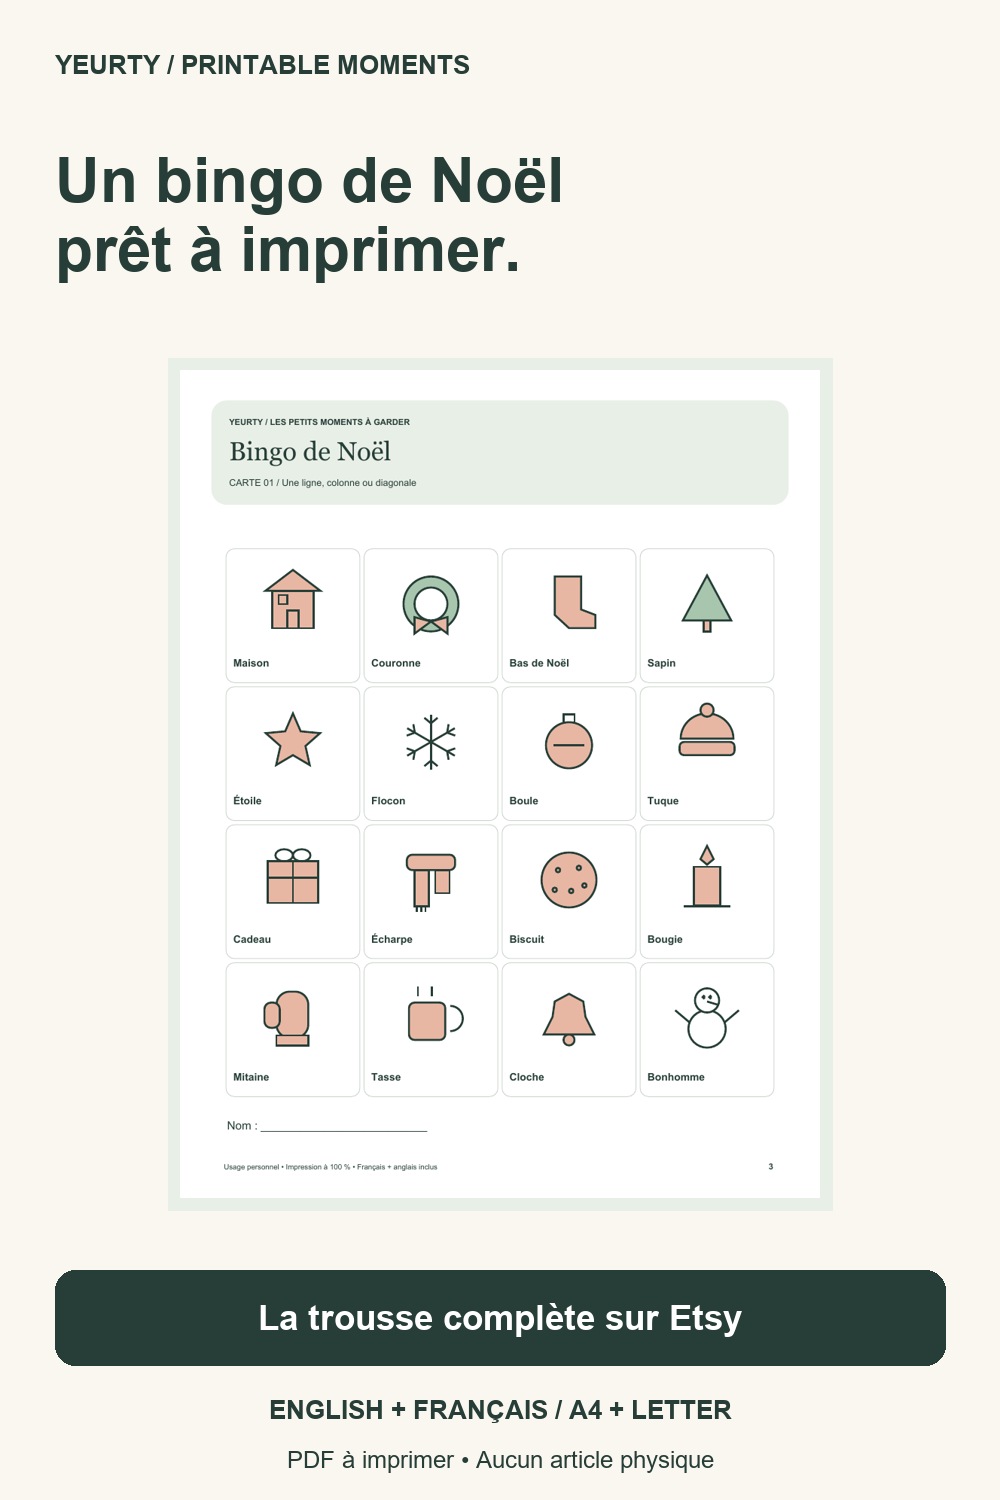 YEURTY / PRINTABLE MOMENTS
Un bingo de Noël
prêt à imprimer.
YEURTY / LES PETITS MOMENTS À GARDER
Bingo de Noël
CARTE 01 / Une ligne, colonne ou diagonale
Maison
Couronne
Bas de Noël
Sapin
Étoile
Flocon
Boule
Tuque
Cadeau
Écharpe
Biscuit
Bougie
Mitaine
Tasse
Cloche
Bonhomme
Nom : __________________________
Usage personnel • Impression à 100 % • Français + anglais inclus
3
La trousse complète sur Etsy
ENGLISH + FRANÇAIS / A4 + LETTER
PDF à imprimer • Aucun article physique